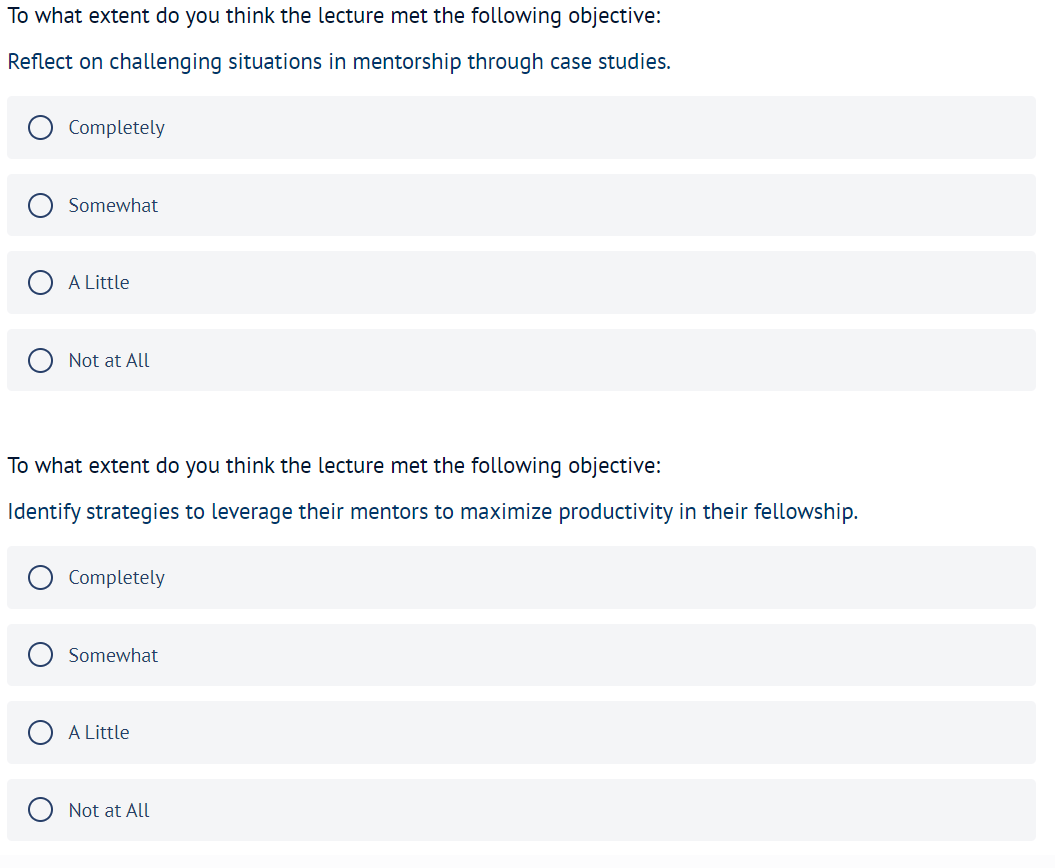 To what extent do you think the lecture met the following objective:
Reflect on challenging situations in mentorship through case studies.
Completely
Somewhat
A Little
Not at All
To what extent do you think the lecture met the following objective:
Identify strategies to leverage their mentors to maximize productivity in their fellowship.
Completely
Somewhat
A Little
Not at All